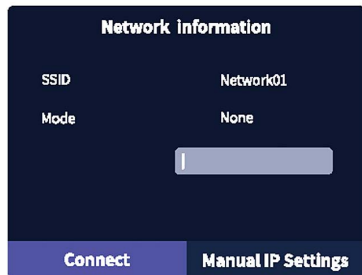 Network information
SSID Network01
Mode None
Connect Manual IP Settings